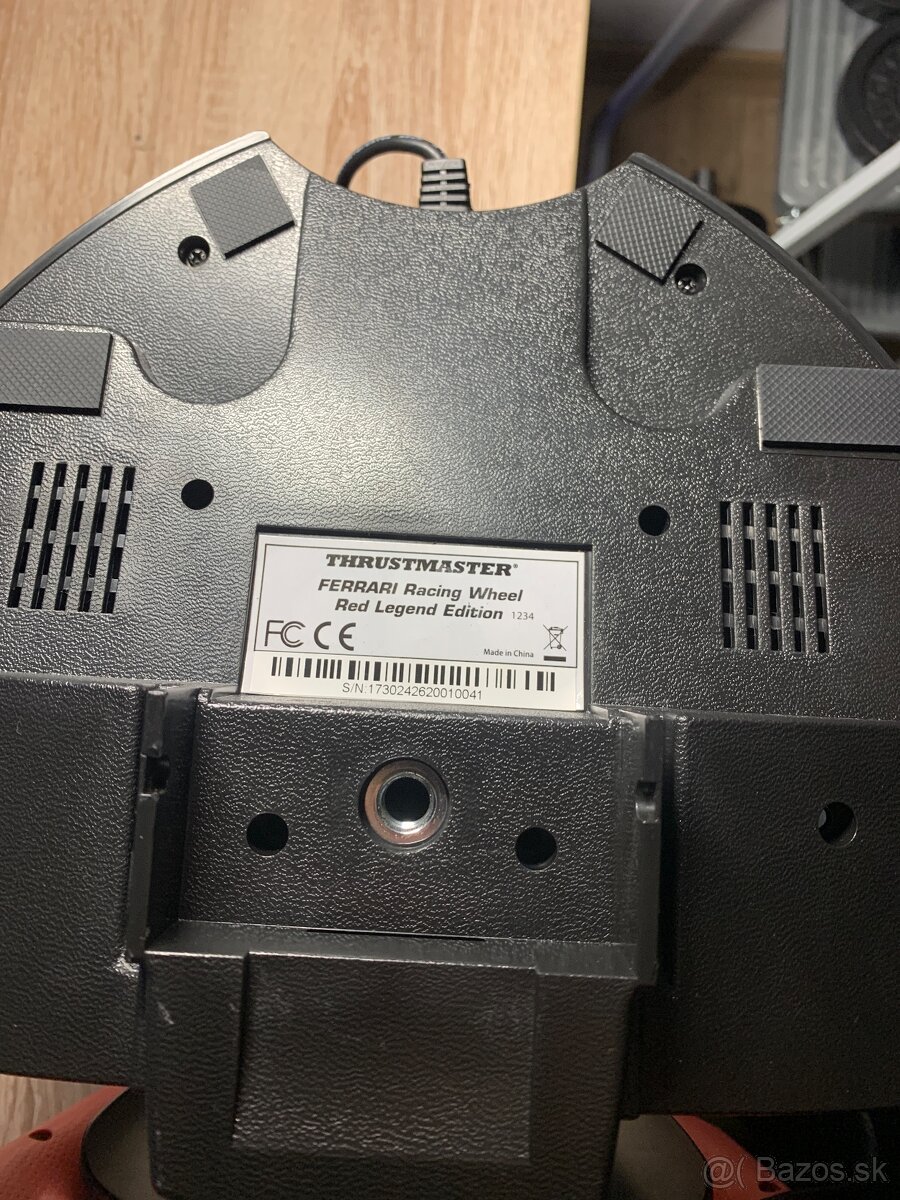 THRUSTMASTER®
FERRARI Racing Wheel
Red Legend Edition 1234
FC CE
Made in China
S/N:1730242620010041
@( Bazos.sk